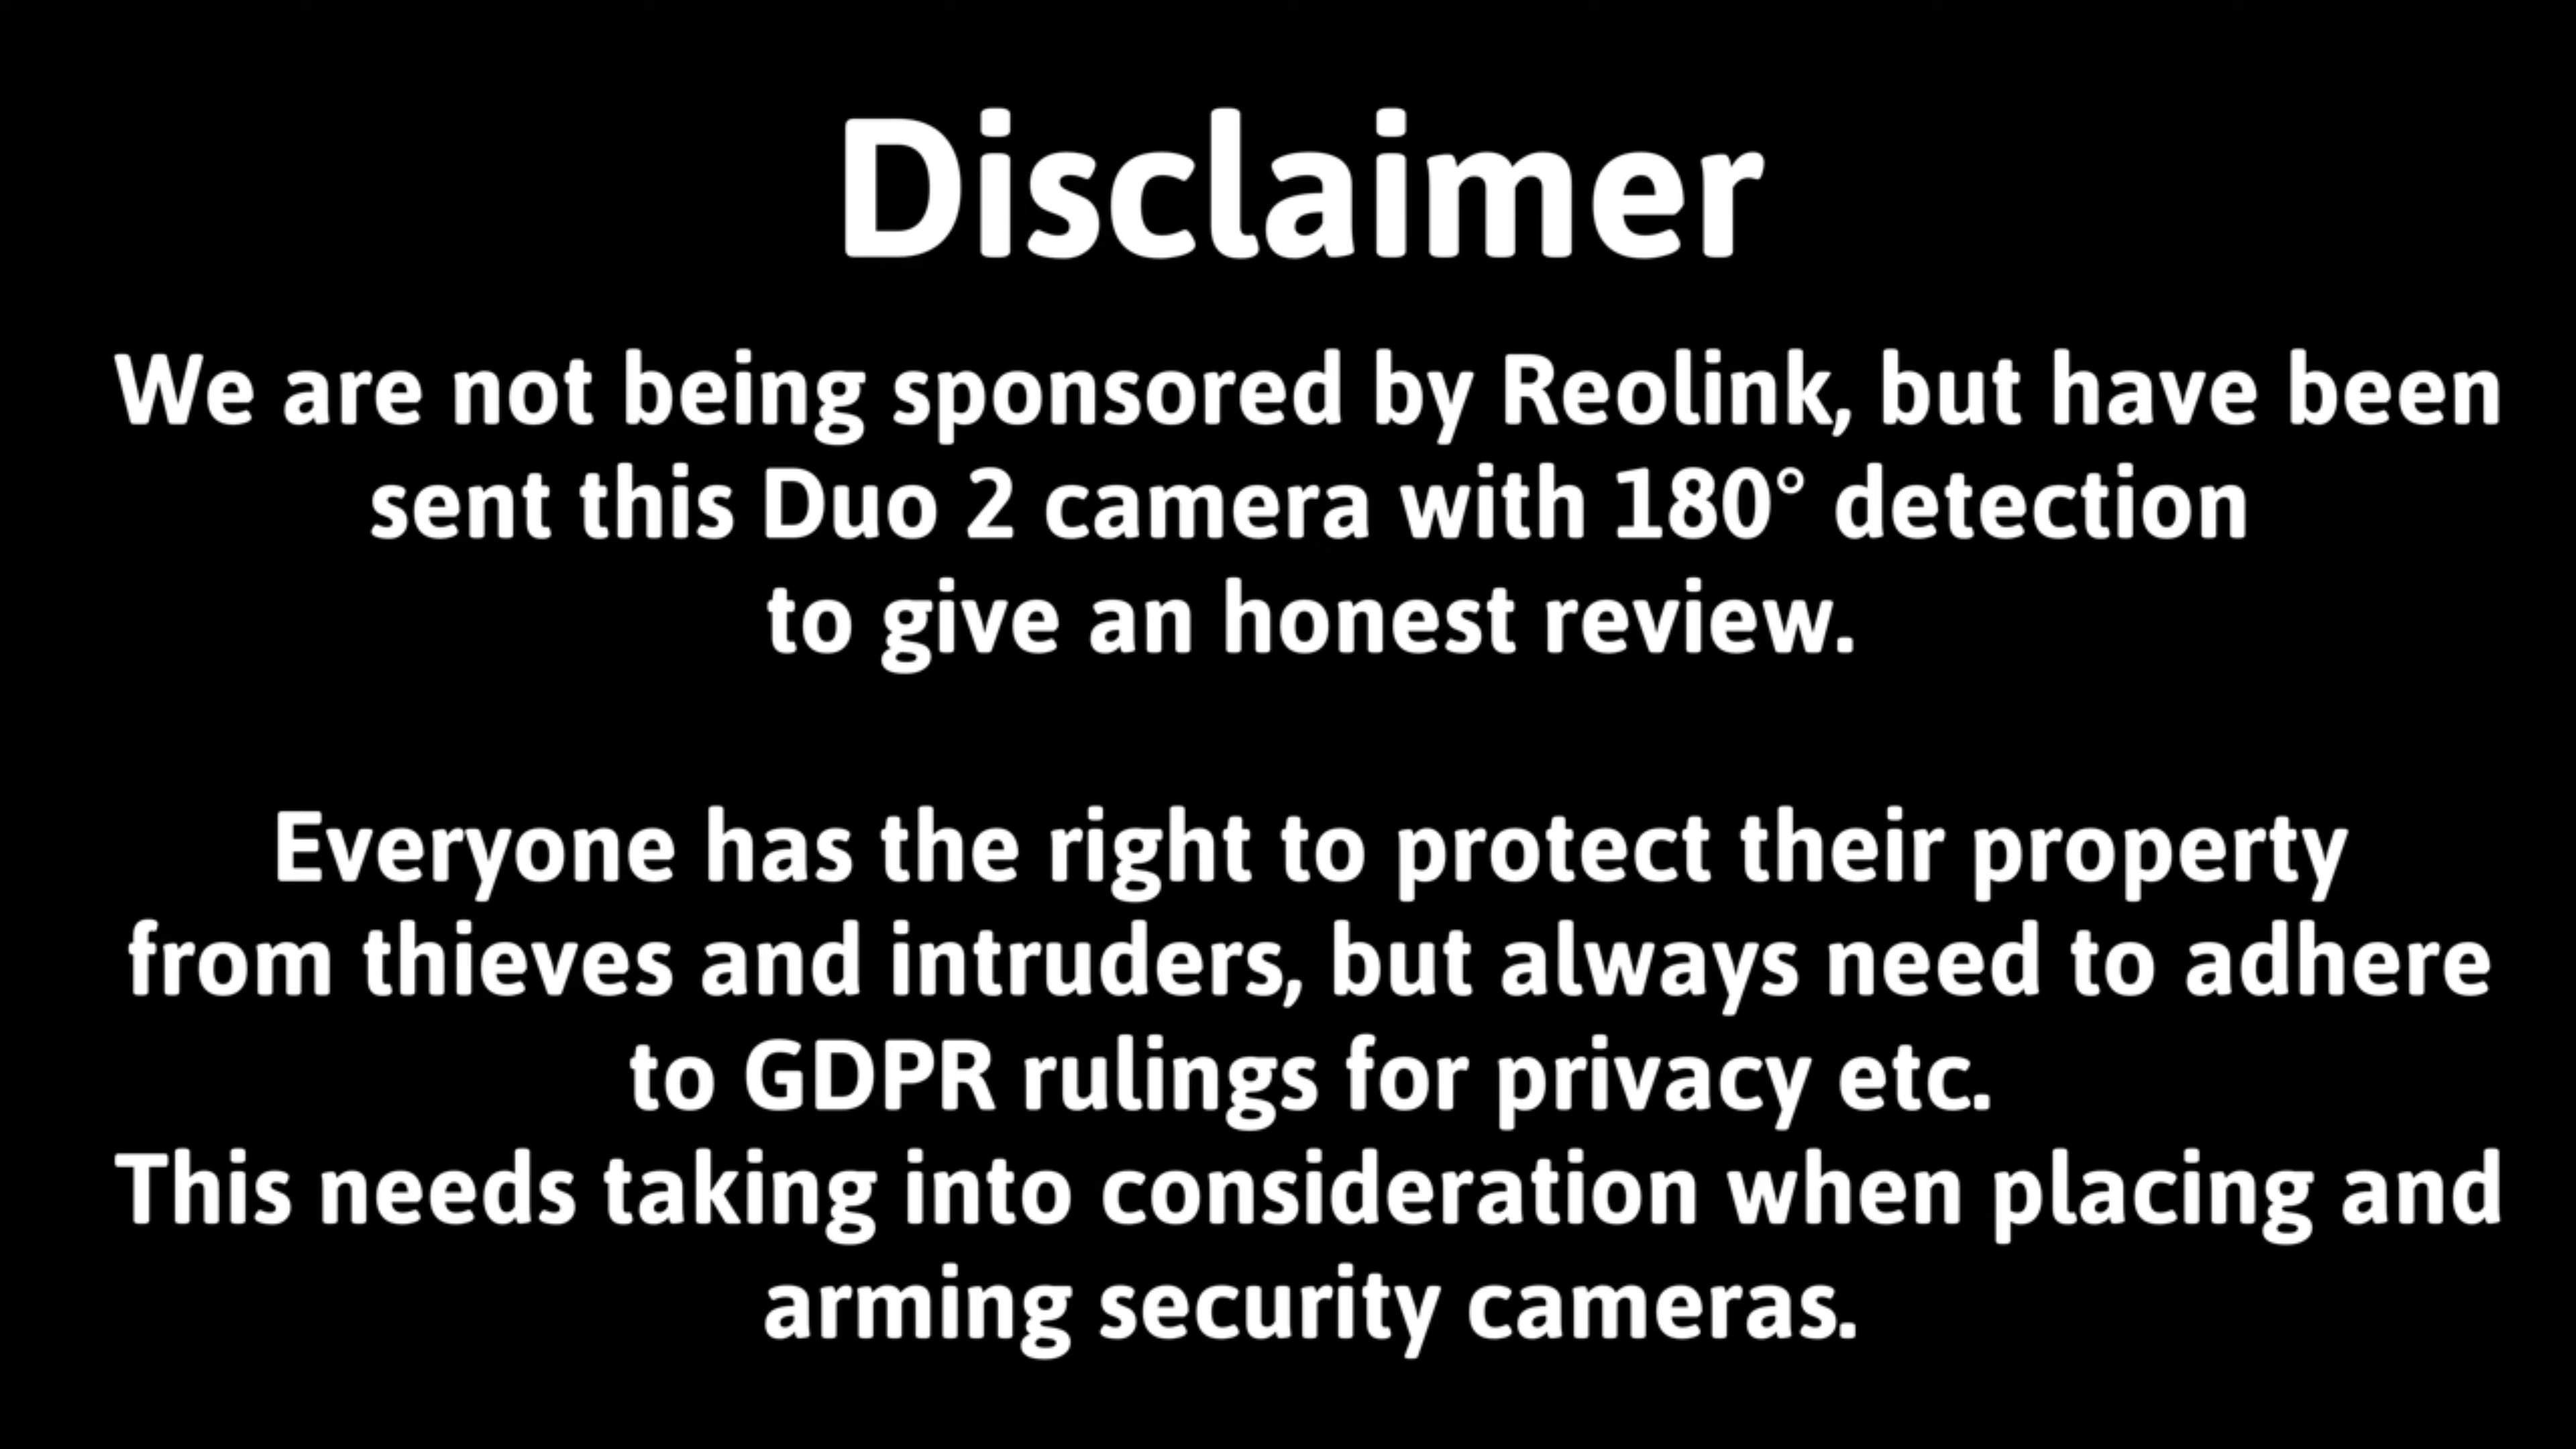 Disclaimer
We are not being sponsored by Reolink, but have been
sent this Duo 2 camera with 180° detection
to give an honest review.
Everyone has the right to protect their property
from thieves and intruders, but always need to adhere
to GDPR rulings for privacy etc.
This needs taking into consideration when placing and
arming security cameras.